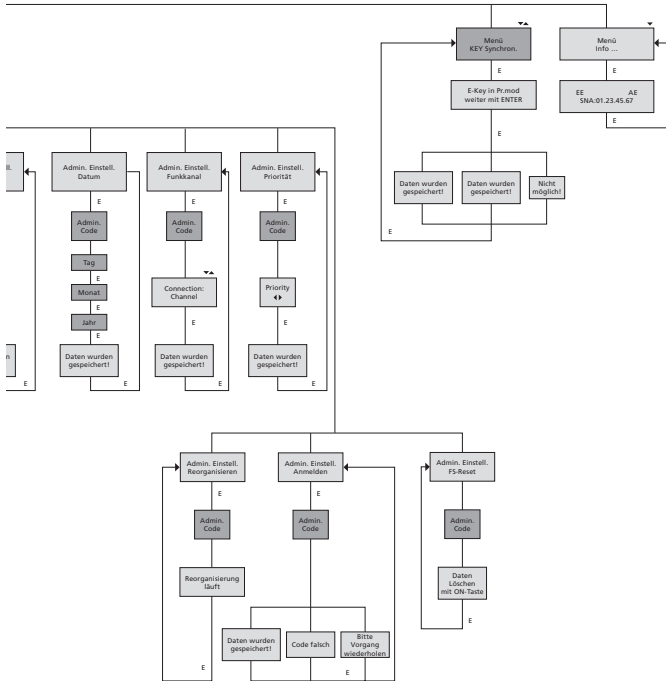 Menü
KEY Synchron.
E
E-Key in Pr.mod
weiter mit ENTER
E
Daten wurden
gespeichert!
Daten wurden
gespeichert!
Nicht
möglich!
E
Menü
Info ...
E
EE AE
SNA:01.23.45.67
E
ll.
n
E
Admin. Einstell.
Datum
E
Admin.
Code
Tag
E
Monat
E
Jahr
E
Daten wurden
gespeichert!
E
Admin. Einstell.
Funkkanal
E
Admin.
Code
Connection:
Channel
E
Daten wurden
gespeichert!
E
Admin. Einstell.
Priorität
E
Admin.
Code
Priority
E
Daten wurden
gespeichert!
E
Admin. Einstell.
Reorganisieren
E
Admin.
Code
Reorganisierung
läuft
E
Admin. Einstell.
Anmelden
E
Admin.
Code
Daten wurden
gespeichert!
Code falsch
Bitte
Vorgang
wiederholen
E
Admin. Einstell.
FS-Reset
E
Admin.
Code
Daten
Löschen
mit ON-Taste
E